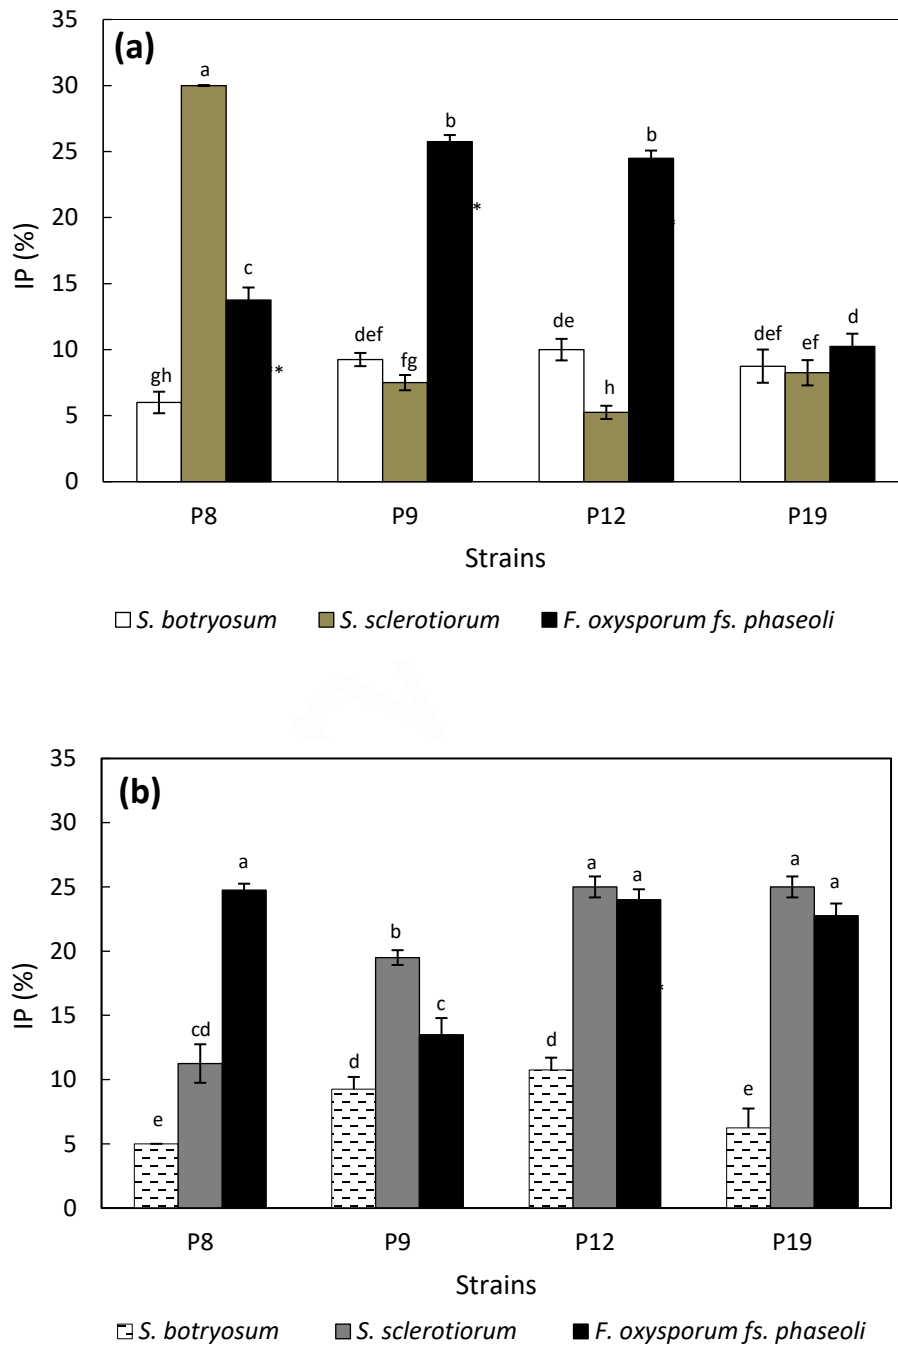 (a)
35
30
25
20
15
10
5
0
IP (%)
gh
a
c
**
def
fg
b
*
de
h
b
*
def
ef
d
P8 P9 P12 P19
Strains
S. botryosum S. sclerotiorum F. oxysporum fs. phaseoli
(b)
35
30
25
20
15
10
5
0
IP (%)
e
cd
a
d
b
c
d
a
a
*
e
a
a
P8 P9 P12 P19
Strains
S. botryosum S. sclerotiorum F. oxysporum fs. phaseoli